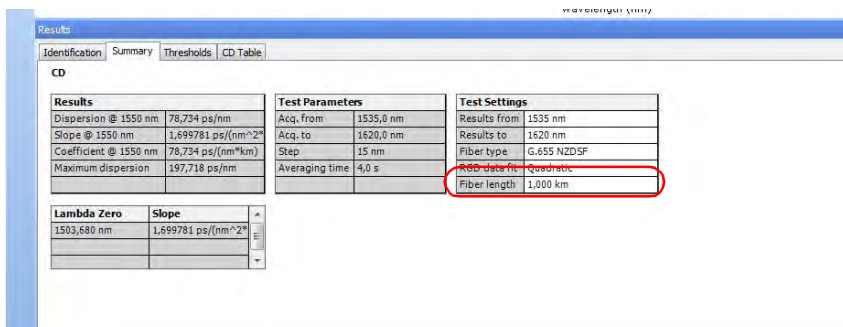 wavelength (nm)
Results
Identification Summary Thresholds CD Table
CD
Results
Dispersion @ 1550 nm 78,734 ps/nm
Slope @ 1550 nm 1,699781 ps/(nm^2*
Coefficient @ 1550 nm 78,734 ps/(nm*km)
Maximum dispersion 197,718 ps/nm
Test Parameters
Acq. from 1535,0 nm
Acq. to 1620,0 nm
Step 15 nm
Averaging time 4,0 s
Test Settings
Results from 1535 nm
Results to 1620 nm
Fiber type G.655 NZDSF
RGD data fit Quadratic
Fiber length 1,000 km
Lambda Zero Slope
1503,680 nm 1,699781 ps/(nm^2*